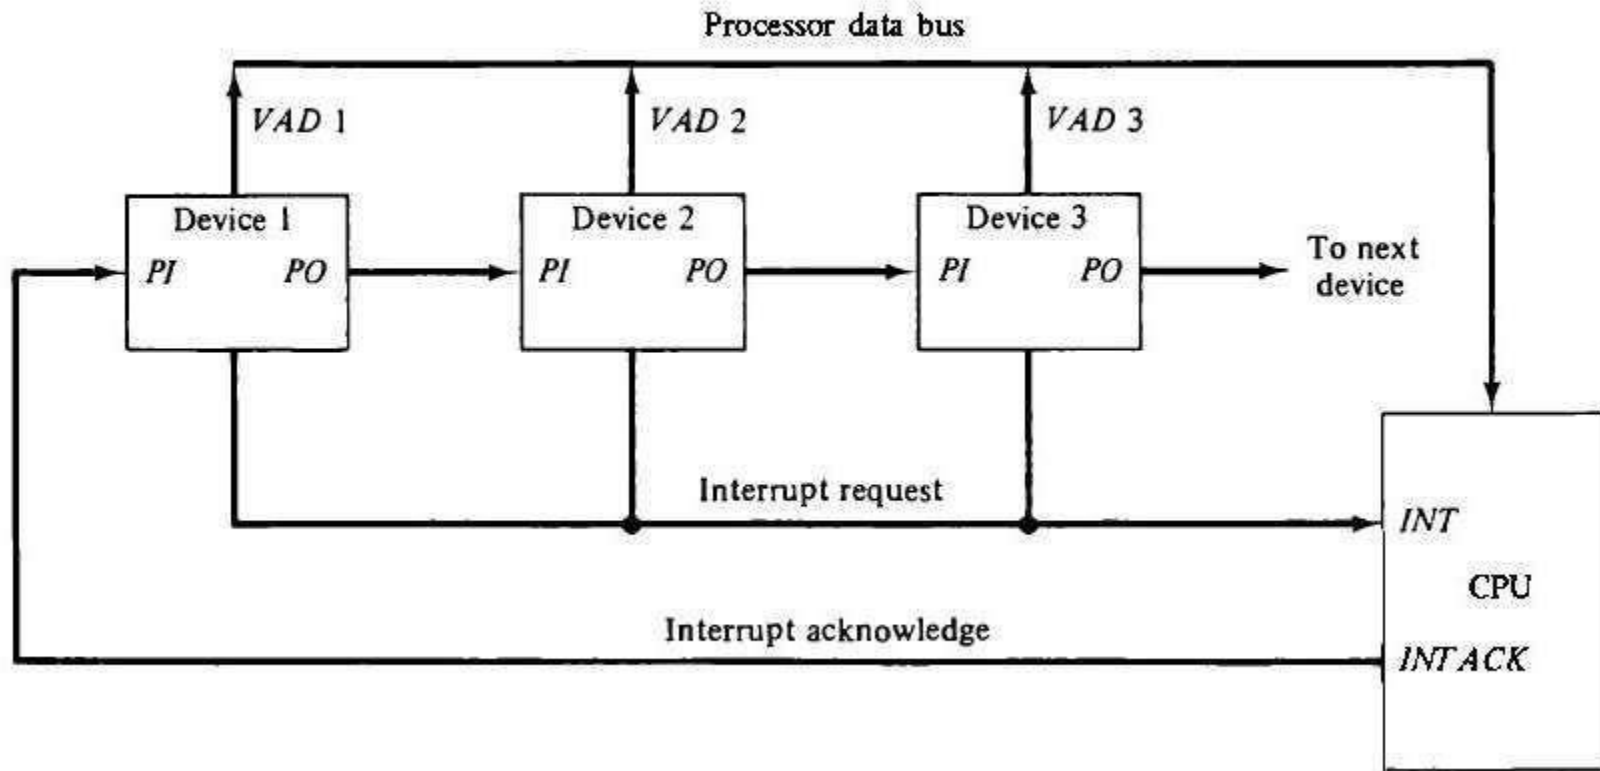 Processor data bus
VAD 1
VAD 2
VAD 3
Device 1
Device 2
Device 3
PI
PO
PI
PO
PI
PO
To next
device
Interrupt request
INT
CPU
Interrupt acknowledge
INTACK